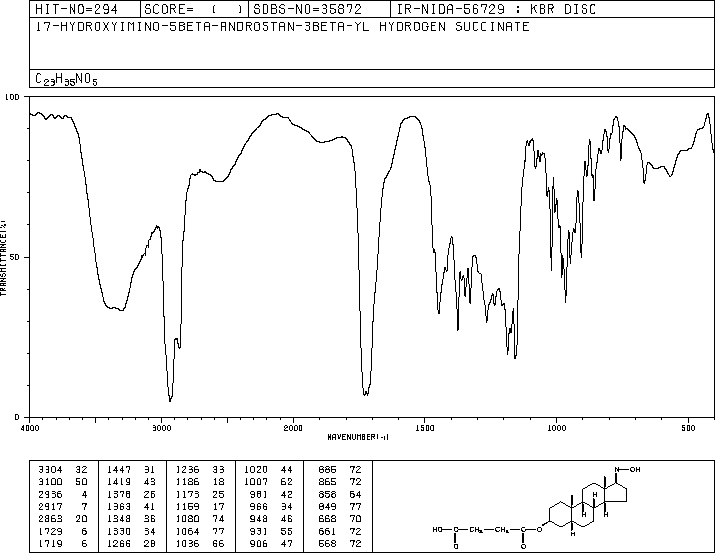 HIT-NO=294 SCORE= ( ) SDBS-NO=35872 IR-NIDA-56729 : KBR DISC
17-HYDROXYIMINO-5BETA-ANDROSTAN-3BETA-YL HYDROGEN SUCCINATE
C23H35NO5
100
50
0
TRANSMITTANCE(%)
4000 3000 2000 1500 1000 500
WAVENUMBER(-1)
3304 32 1447 31 1236 33 1020 44 665 72
3100 50 1419 43 1186 18 1007 62 865 72
2936 4 1378 26 1173 25 981 42 858 64
2917 7 1363 41 1159 17 966 34 849 77
2863 20 1348 36 1080 74 948 46 668 70
1729 6 1330 34 1064 77 931 55 661 72
1719 6 1266 28 1036 66 906 47 568 72
N OH
HO C CH2 CH2 C O
O O
H H H H